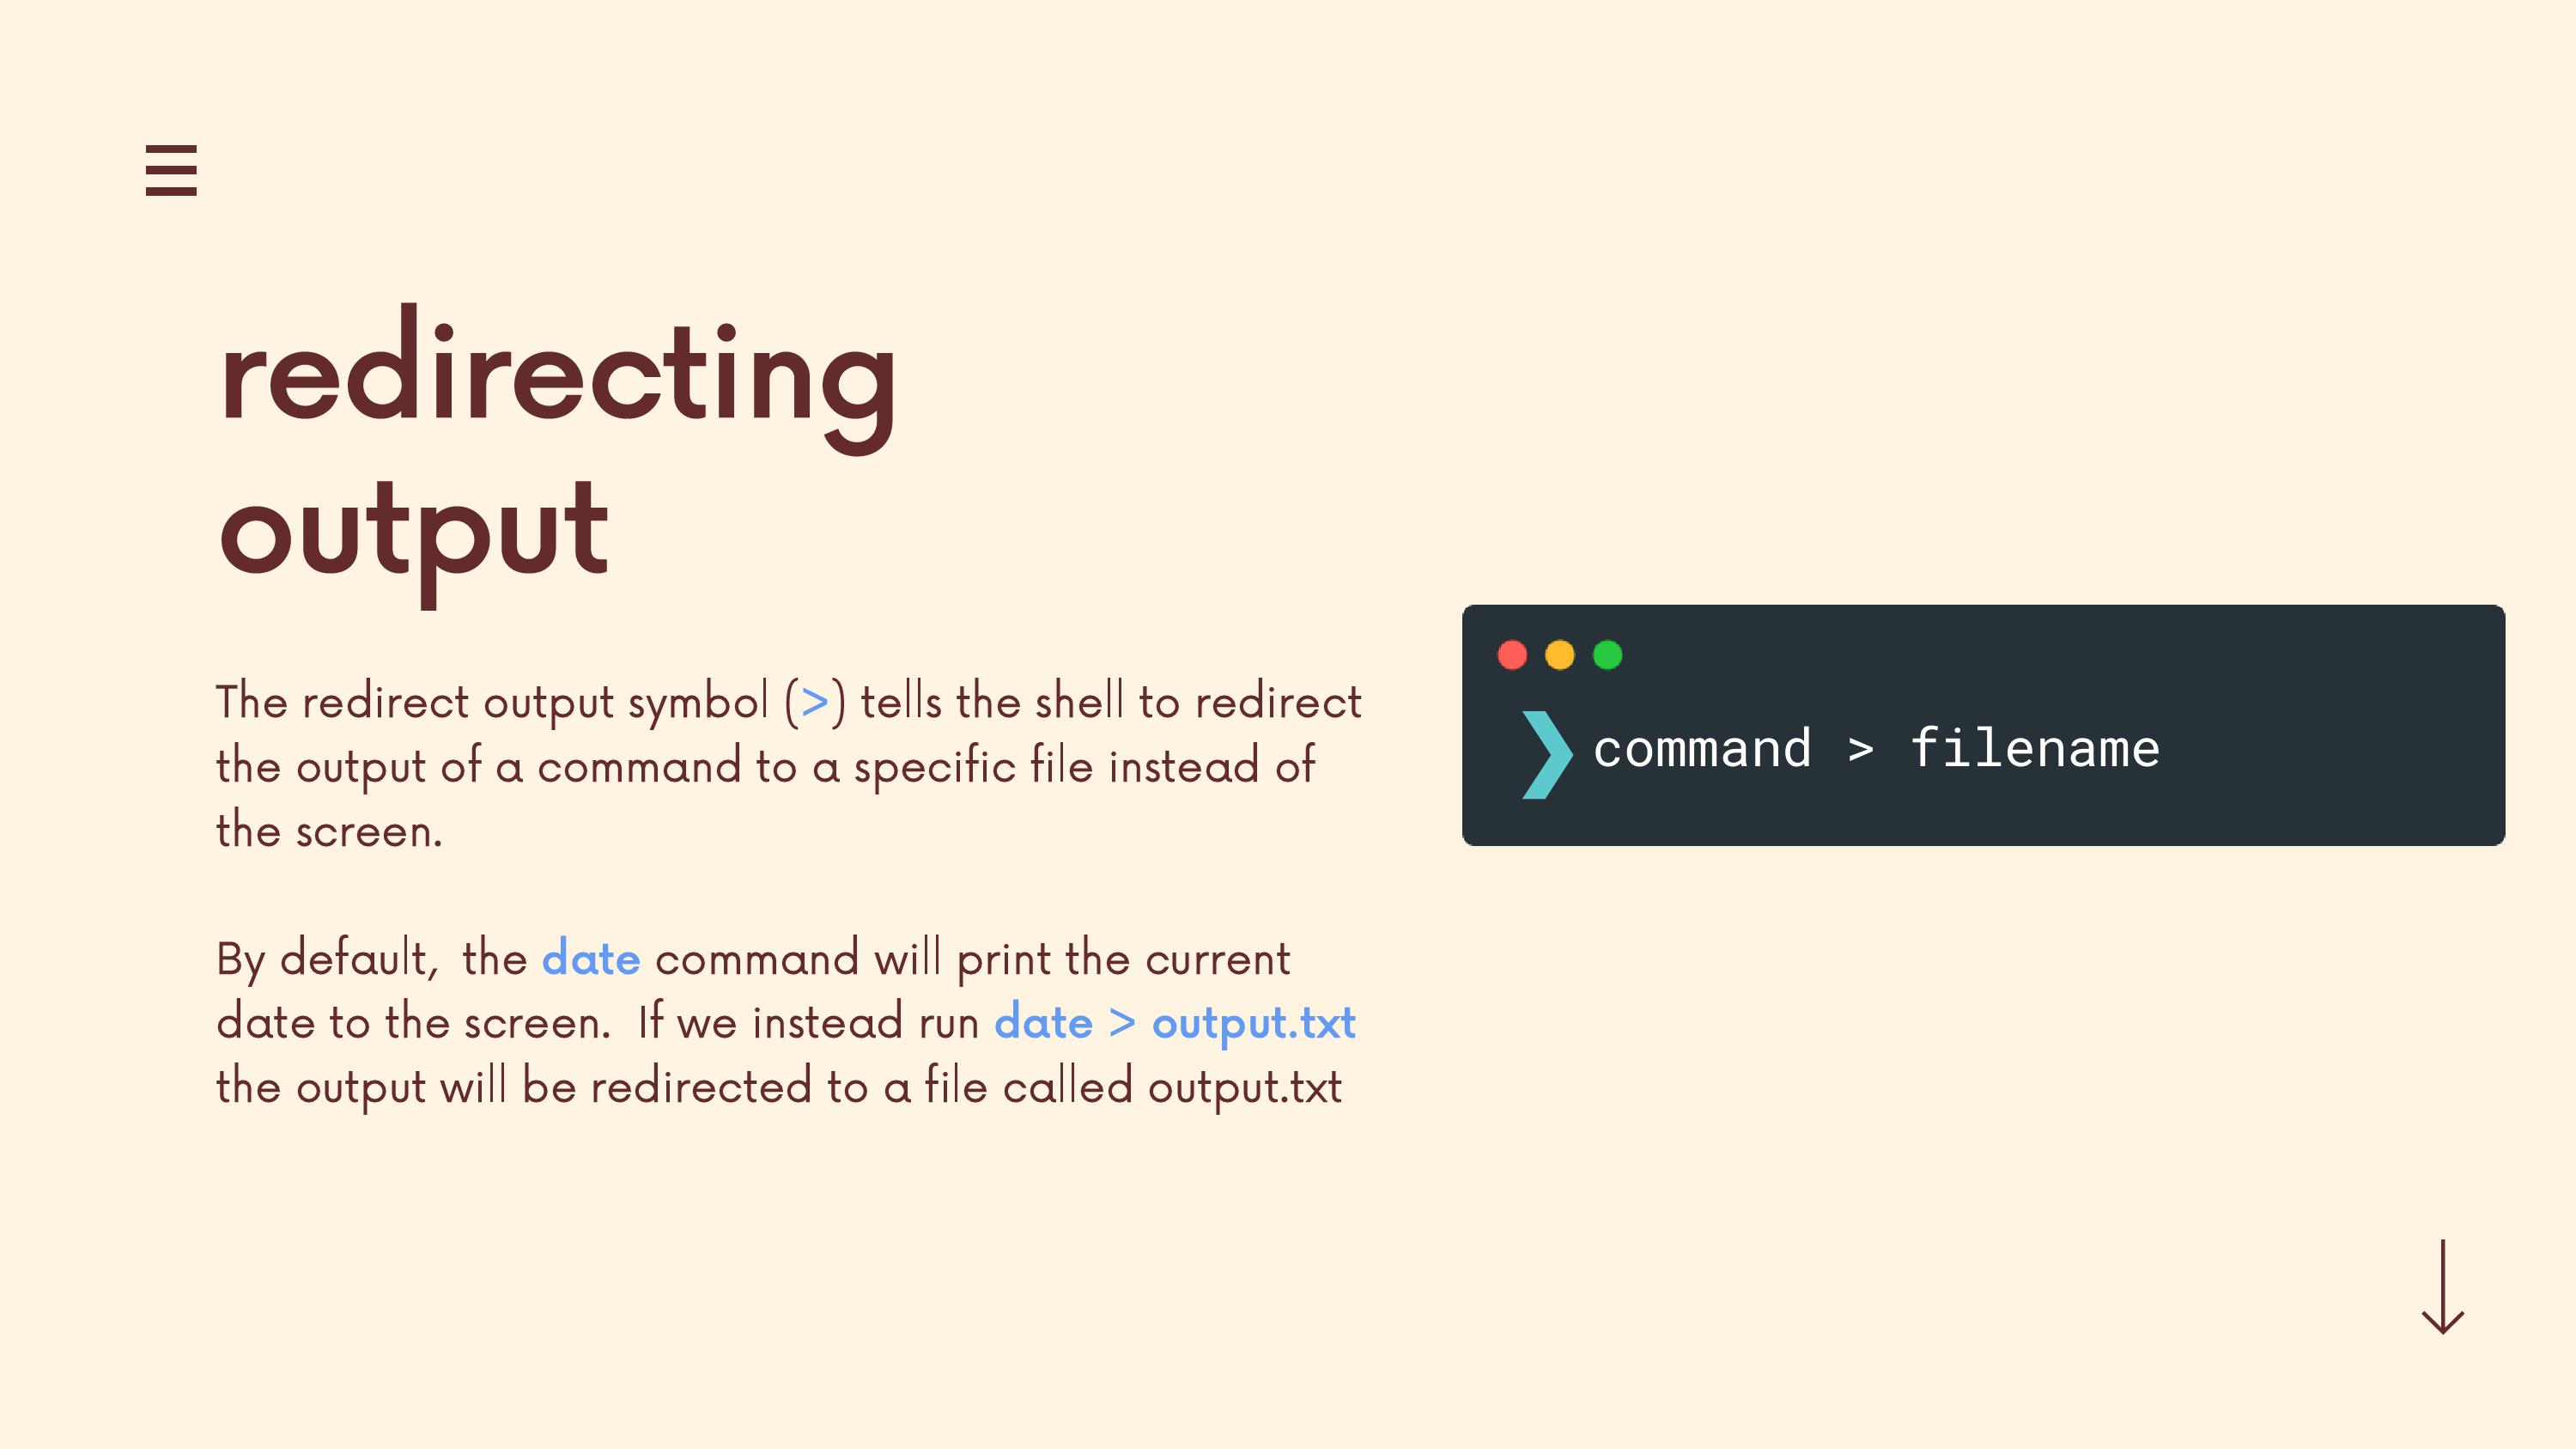 redirecting
output
The redirect output symbol (>) tells the shell to redirect
the output of a command to a specific file instead of
the screen.
By default,  the date command will print the current
date to the screen.  If we instead run date > output.txt
the output will be redirected to a file called output.txt
❯ command > filename